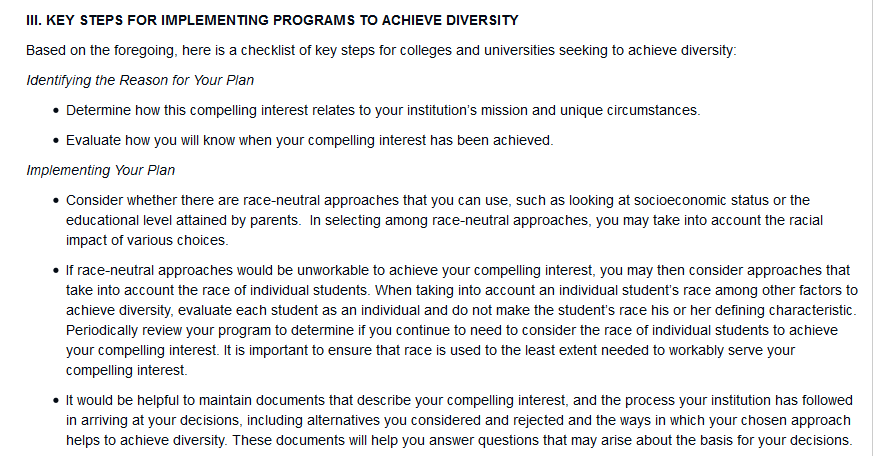 III. KEY STEPS FOR IMPLEMENTING PROGRAMS TO ACHIEVE DIVERSITY
Based on the foregoing, here is a checklist of key steps for colleges and universities seeking to achieve diversity:
Identifying the Reason for Your Plan
• Determine how this compelling interest relates to your institution's mission and unique circumstances.
• Evaluate how you will know when your compelling interest has been achieved.
Implementing Your Plan
• Consider whether there are race-neutral approaches that you can use, such as looking at socioeconomic status or the
educational level attained by parents.  In selecting among race-neutral approaches, you may take into account the racial
impact of various choices.
• If race-neutral approaches would be unworkable to achieve your compelling interest, you may then consider approaches that
take into account the race of individual students. When taking into account an individual student's race among other factors to
achieve diversity, evaluate each student as an individual and do not make the student's race his or her defining characteristic.
Periodically review your program to determine if you continue to need to consider the race of individual students to achieve
your compelling interest. It is important to ensure that race is used to the least extent needed to workably serve your
compelling interest.
• It would be helpful to maintain documents that describe your compelling interest, and the process your institution has followed
in arriving at your decisions, including alternatives you considered and rejected and the ways in which your chosen approach
helps to achieve diversity. These documents will help you answer questions that may arise about the basis for your decisions.